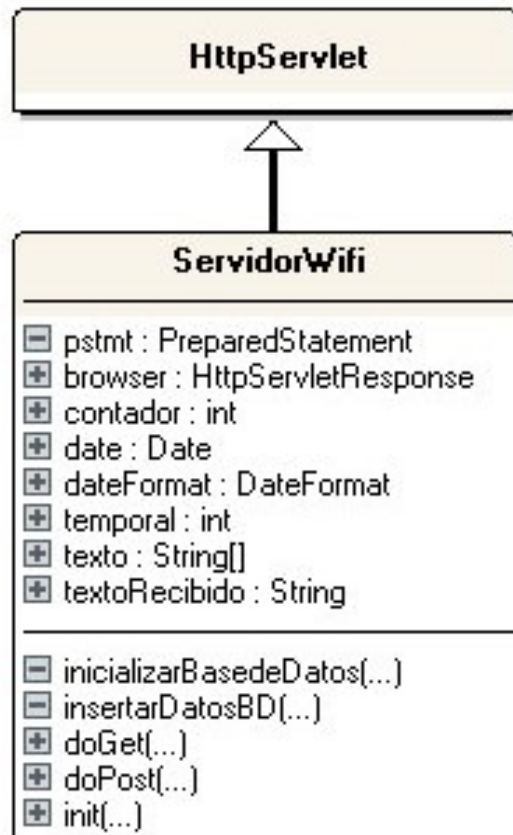 HttpServlet
ServidorWifi
- pstmt : PreparedStatement
+ browser : HttpServletResponse
+ contador : int
+ date : Date
+ dateFormat : DateFormat
+ temporal : int
+ texto : String[]
+ textoRecibido : String
- inicializarBasedeDatos(...)
- insertarDatosBD(...)
+ doGet(...)
+ doPost(...)
+ init(...)